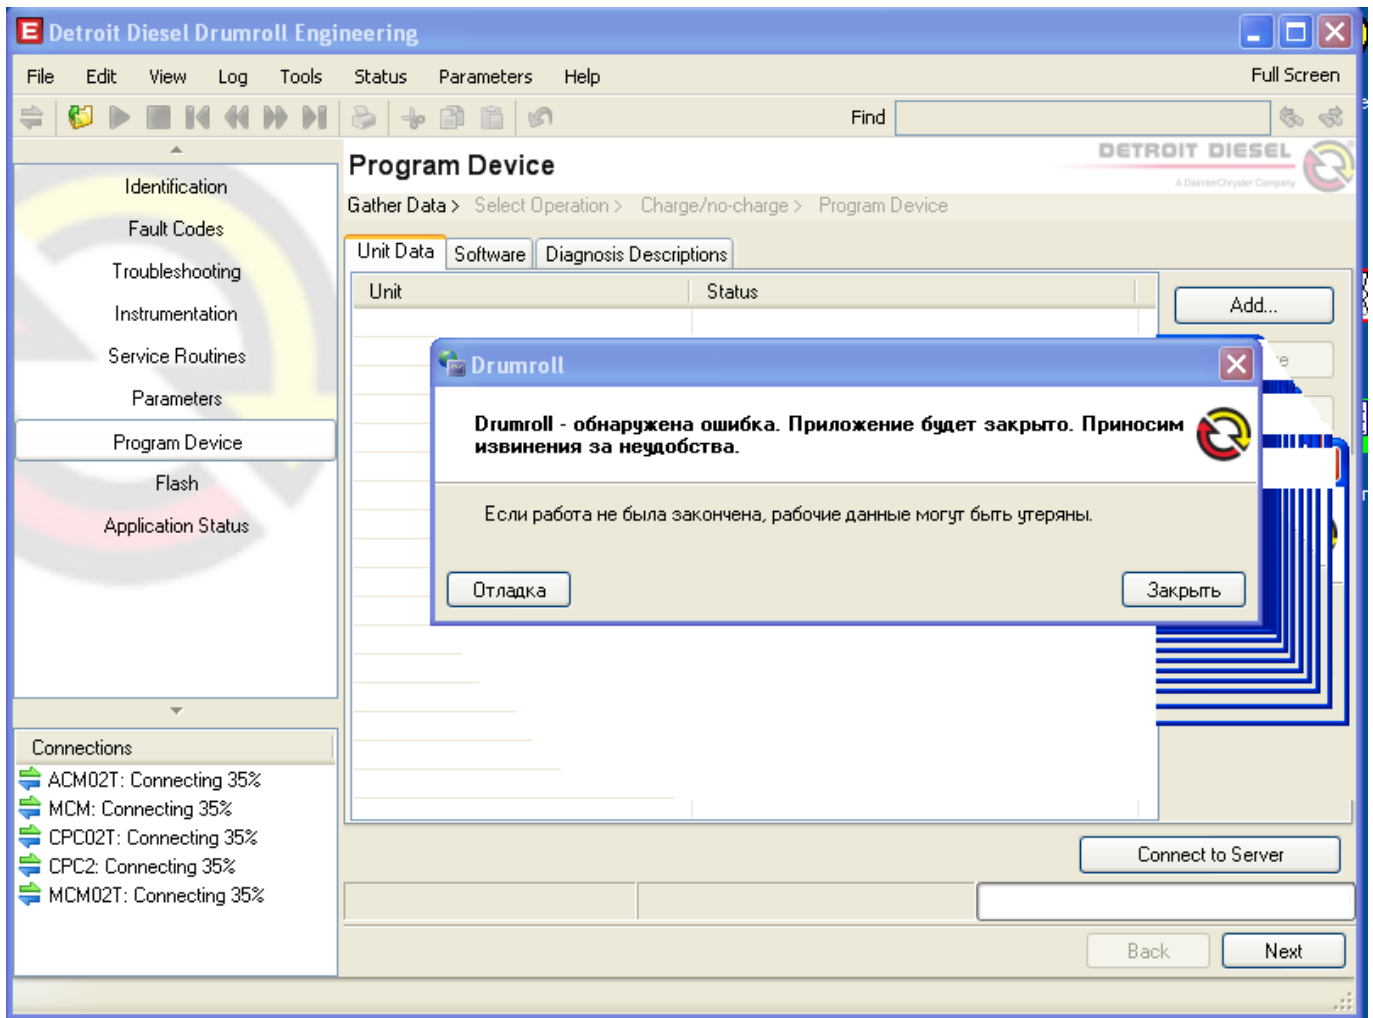 Detroit Diesel Drumroll Engineering
File Edit View Log Tools Status Parameters Help Full Screen
Find
Identification
Fault Codes
Troubleshooting
Instrumentation
Service Routines
Parameters
Program Device
Flash
Application Status
Connections
ACM02T: Connecting 35%
MCM: Connecting 35%
CPC02T: Connecting 35%
CPC2: Connecting 35%
MCM02T: Connecting 35%
Program Device
DETROIT DIESEL
A DaimlerChrysler Company
Gather Data > Select Operation > Charge/no-charge > Program Device
Unit Data Software Diagnosis Descriptions
Unit Status
Add...
Drumroll
Drumroll - обнаружена ошибка. Приложение будет закрыто. Приносим
извинения за неудобства.
Если работа не была закончена, рабочие данные могут быть утеряны.
Отладка Закрыть
Connect to Server
Back Next